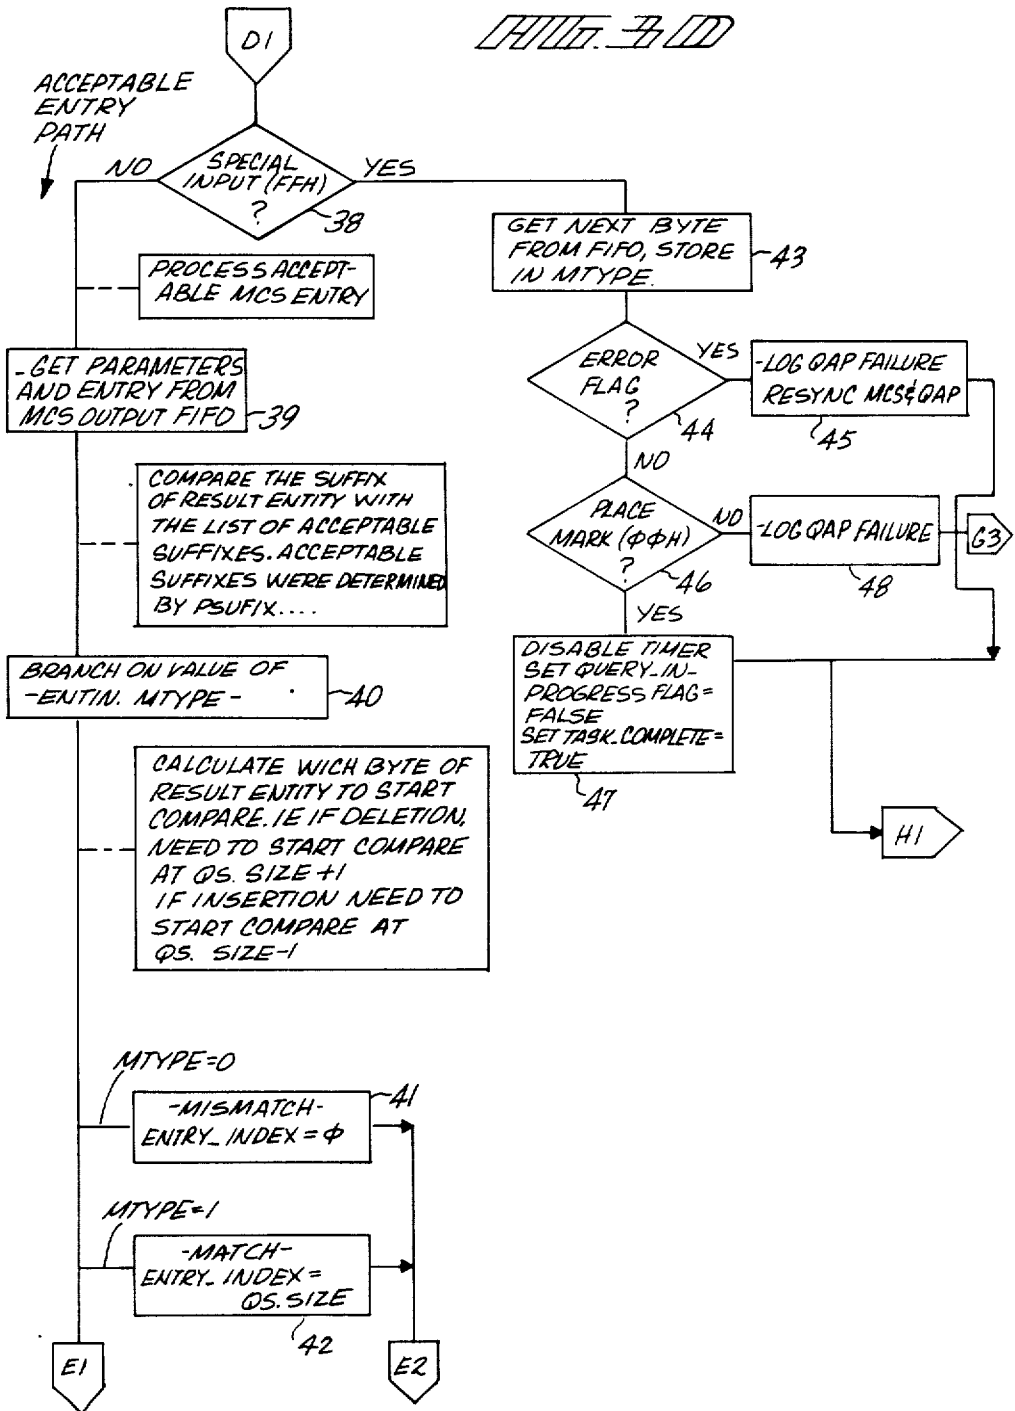 FIG. 3D
D1
ACCEPTABLE
ENTRY
PATH
NO
SPECIAL
INPUT (FFH)
?
YES
38
PROCESS ACCEPT-
ABLE MCS ENTRY
GET NEXT BYTE
FROM FIFO, STORE
IN MTYPE.
43
-GET PARAMETERS
AND ENTRY FROM
MCS OUTPUT FIFO
39
ERROR
FLAG
?
YES
44
-LOG QAP FAILURE
RESYNC MCS&QAP
45
NO
COMPARE THE SUFFIX
OF RESULT ENTITY WITH
THE LIST OF ACCEPTABLE
SUFFIXES. ACCEPTABLE
SUFFIXES WERE DETERMINED
BY PSUFIX....
PLACE
MARK (ΦΦH)
?
NO
46
-LOG QAP FAILURE
48
G3
YES
BRANCH ON VALUE OF
-ENTIN. MTYPE-
40
DISABLE TIMER
SET QUERY_IN-
PROGRESS FLAG=
FALSE
SET TASK_COMPLETE=
TRUE
47
H1
CALCULATE WICH BYTE OF
RESULT ENTITY TO START
COMPARE. IE IF DELETION,
NEED TO START COMPARE
AT QS. SIZE +1
IF INSERTION NEED TO
START COMPARE AT
QS. SIZE-1
MTYPE=0
-MISMATCH-
ENTRY_INDEX=Φ
41
MTYPE=1
-MATCH-
ENTRY_INDEX=
QS.SIZE
42
E1
E2